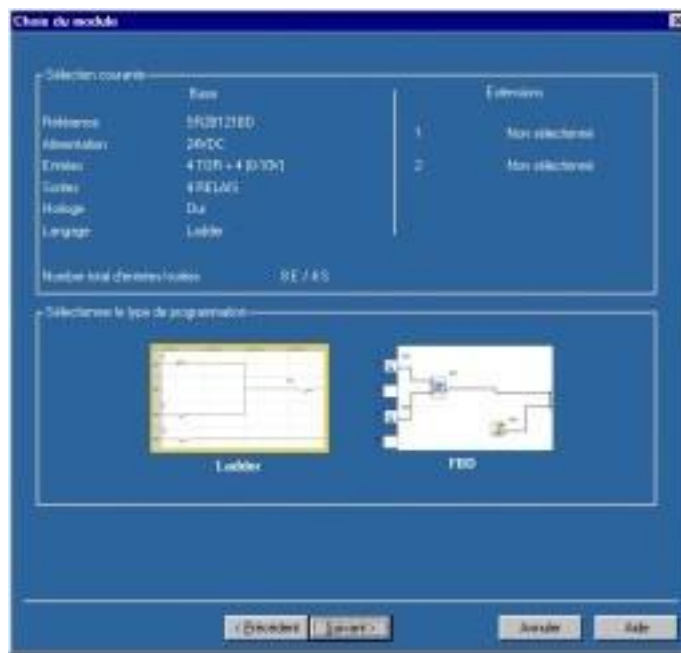 Choix du module
Sélection courante
Base
Extensions
Référence SR2B121BD
1 Non sélectionné
Alimentation 24VDC
Entrées 4 TOR + 4 (0-10V)
2 Non sélectionné
Sorties 4 RELAIS
Horloge Oui
Langage Ladder
Nombre total d'entrées/sorties 8 E / 4 S
Sélectionner le type de programmation
Ladder
FBD
< Précédent
Suivant >
Annuler
Aide